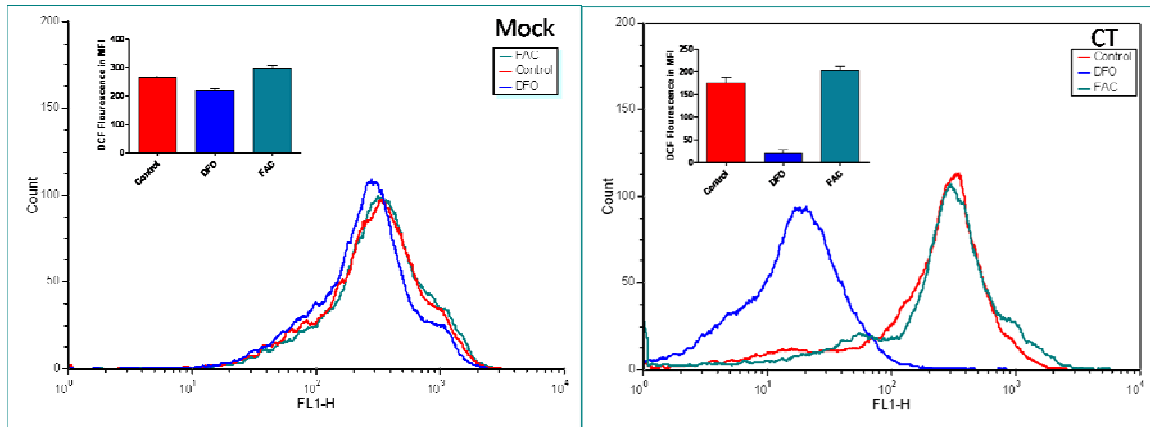 200
Mock
FAC
Control
DFO
400
300
200
100
0
DCF Flourescence in MFI
Control
DFO
FAC
150
100
50
0
Count
10^0
10^1
10^2
10^3
10^4
FL1-H
200
CT
Control
DFO
FAC
250
200
150
100
50
0
DCF Flourescence in MFI
Control
DFO
FAC
150
100
50
0
Count
10^0
10^1
10^2
10^3
10^4
FL1-H